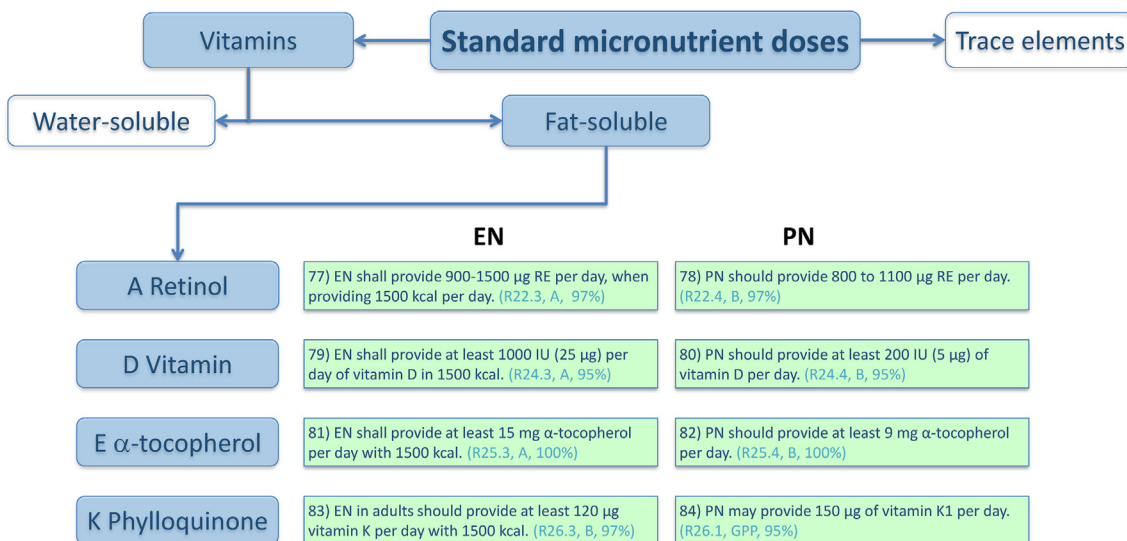 Vitamins
Standard micronutrient doses
Trace elements
Water-soluble
Fat-soluble
EN
PN
A Retinol
77) EN shall provide 900-1500 µg RE per day, when
providing 1500 kcal per day. (R22.3, A, 97%)
78) PN should provide 800 to 1100 µg RE per day.
(R22.4, B, 97%)
D Vitamin
79) EN shall provide at least 1000 IU (25 µg) per
day of vitamin D in 1500 kcal. (R24.3, A, 95%)
80) PN should provide at least 200 IU (5 µg) of
vitamin D per day. (R24.4, B, 95%)
E α-tocopherol
81) EN shall provide at least 15 mg α-tocopherol
per day with 1500 kcal. (R25.3, A, 100%)
82) PN should provide at least 9 mg α-tocopherol
per day. (R25.4, B, 100%)
K Phylloquinone
83) EN in adults should provide at least 120 µg
vitamin K per day with 1500 kcal. (R26.3, B, 97%)
84) PN may provide 150 µg of vitamin K1 per day.
(R26.1, GPP, 95%)